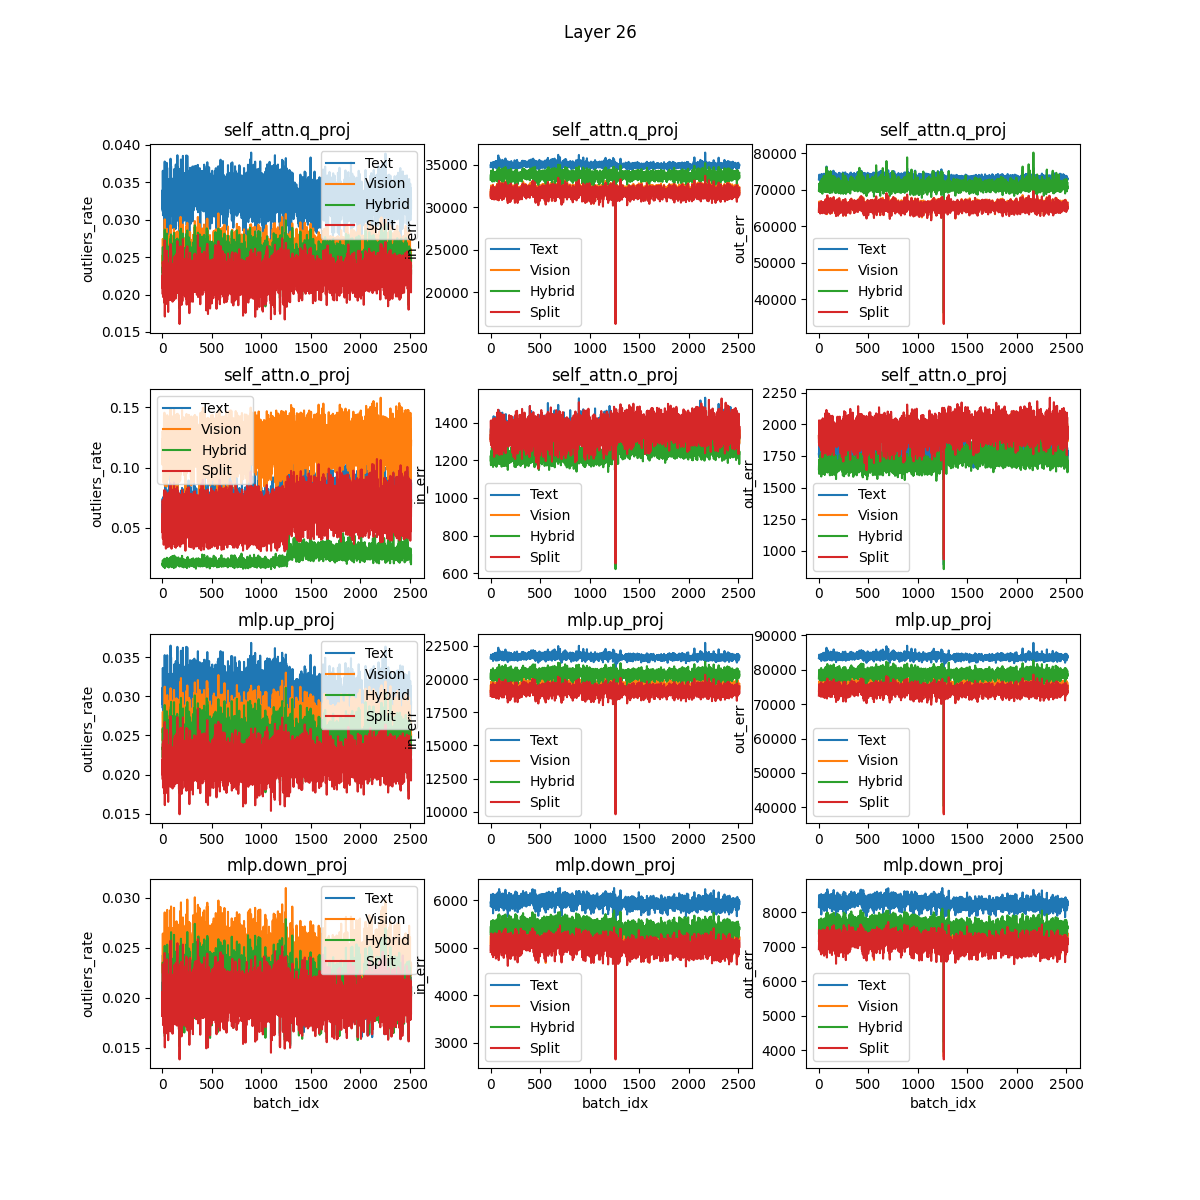 Layer 26
self_attn.q_proj self_attn.q_proj self_attn.q_proj
outliers_rate
0.040
0.035
0.030
0.025
0.020
0.015
Text
Vision
Hybrid
Split
0 500 1000 1500 2000 2500
in_err
35000
30000
25000
20000
Text
Vision
Hybrid
Split
0 500 1000 1500 2000 2500
out_err
80000
70000
60000
50000
40000
Text
Vision
Hybrid
Split
0 500 1000 1500 2000 2500
self_attn.o_proj self_attn.o_proj self_attn.o_proj
outliers_rate
0.15
0.10
0.05
Text
Vision
Hybrid
Split
0 500 1000 1500 2000 2500
in_err
1400
1200
1000
800
600
Text
Vision
Hybrid
Split
0 500 1000 1500 2000 2500
out_err
2250
2000
1750
1500
1250
1000
Text
Vision
Hybrid
Split
0 500 1000 1500 2000 2500
mlp.up_proj mlp.up_proj mlp.up_proj
outliers_rate
0.035
0.030
0.025
0.020
0.015
Text
Vision
Hybrid
Split
0 500 1000 1500 2000 2500
in_err
22500
20000
17500
15000
12500
10000
Text
Vision
Hybrid
Split
0 500 1000 1500 2000 2500
out_err
90000
80000
70000
60000
50000
40000
Text
Vision
Hybrid
Split
0 500 1000 1500 2000 2500
mlp.down_proj mlp.down_proj mlp.down_proj
outliers_rate
0.030
0.025
0.020
0.015
Text
Vision
Hybrid
Split
0 500 1000 1500 2000 2500
batch_idx
in_err
6000
5000
4000
3000
Text
Vision
Hybrid
Split
0 500 1000 1500 2000 2500
batch_idx
out_err
8000
7000
6000
5000
4000
Text
Vision
Hybrid
Split
0 500 1000 1500 2000 2500
batch_idx